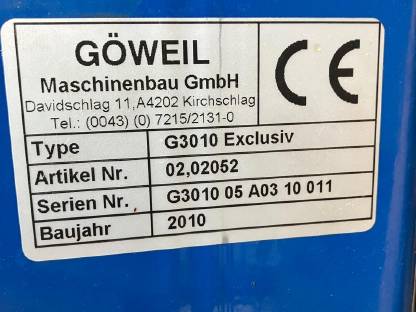 GÖWEIL
Maschinenbau GmbH
Davidschlag 11,A4202 Kirchschlag
Tel.: (0043) (0) 7215/2131-0
CE
Type G3010 Exclusiv
Artikel Nr. 02,02052
Serien Nr. G3010 05 A03 10 011
Baujahr 2010